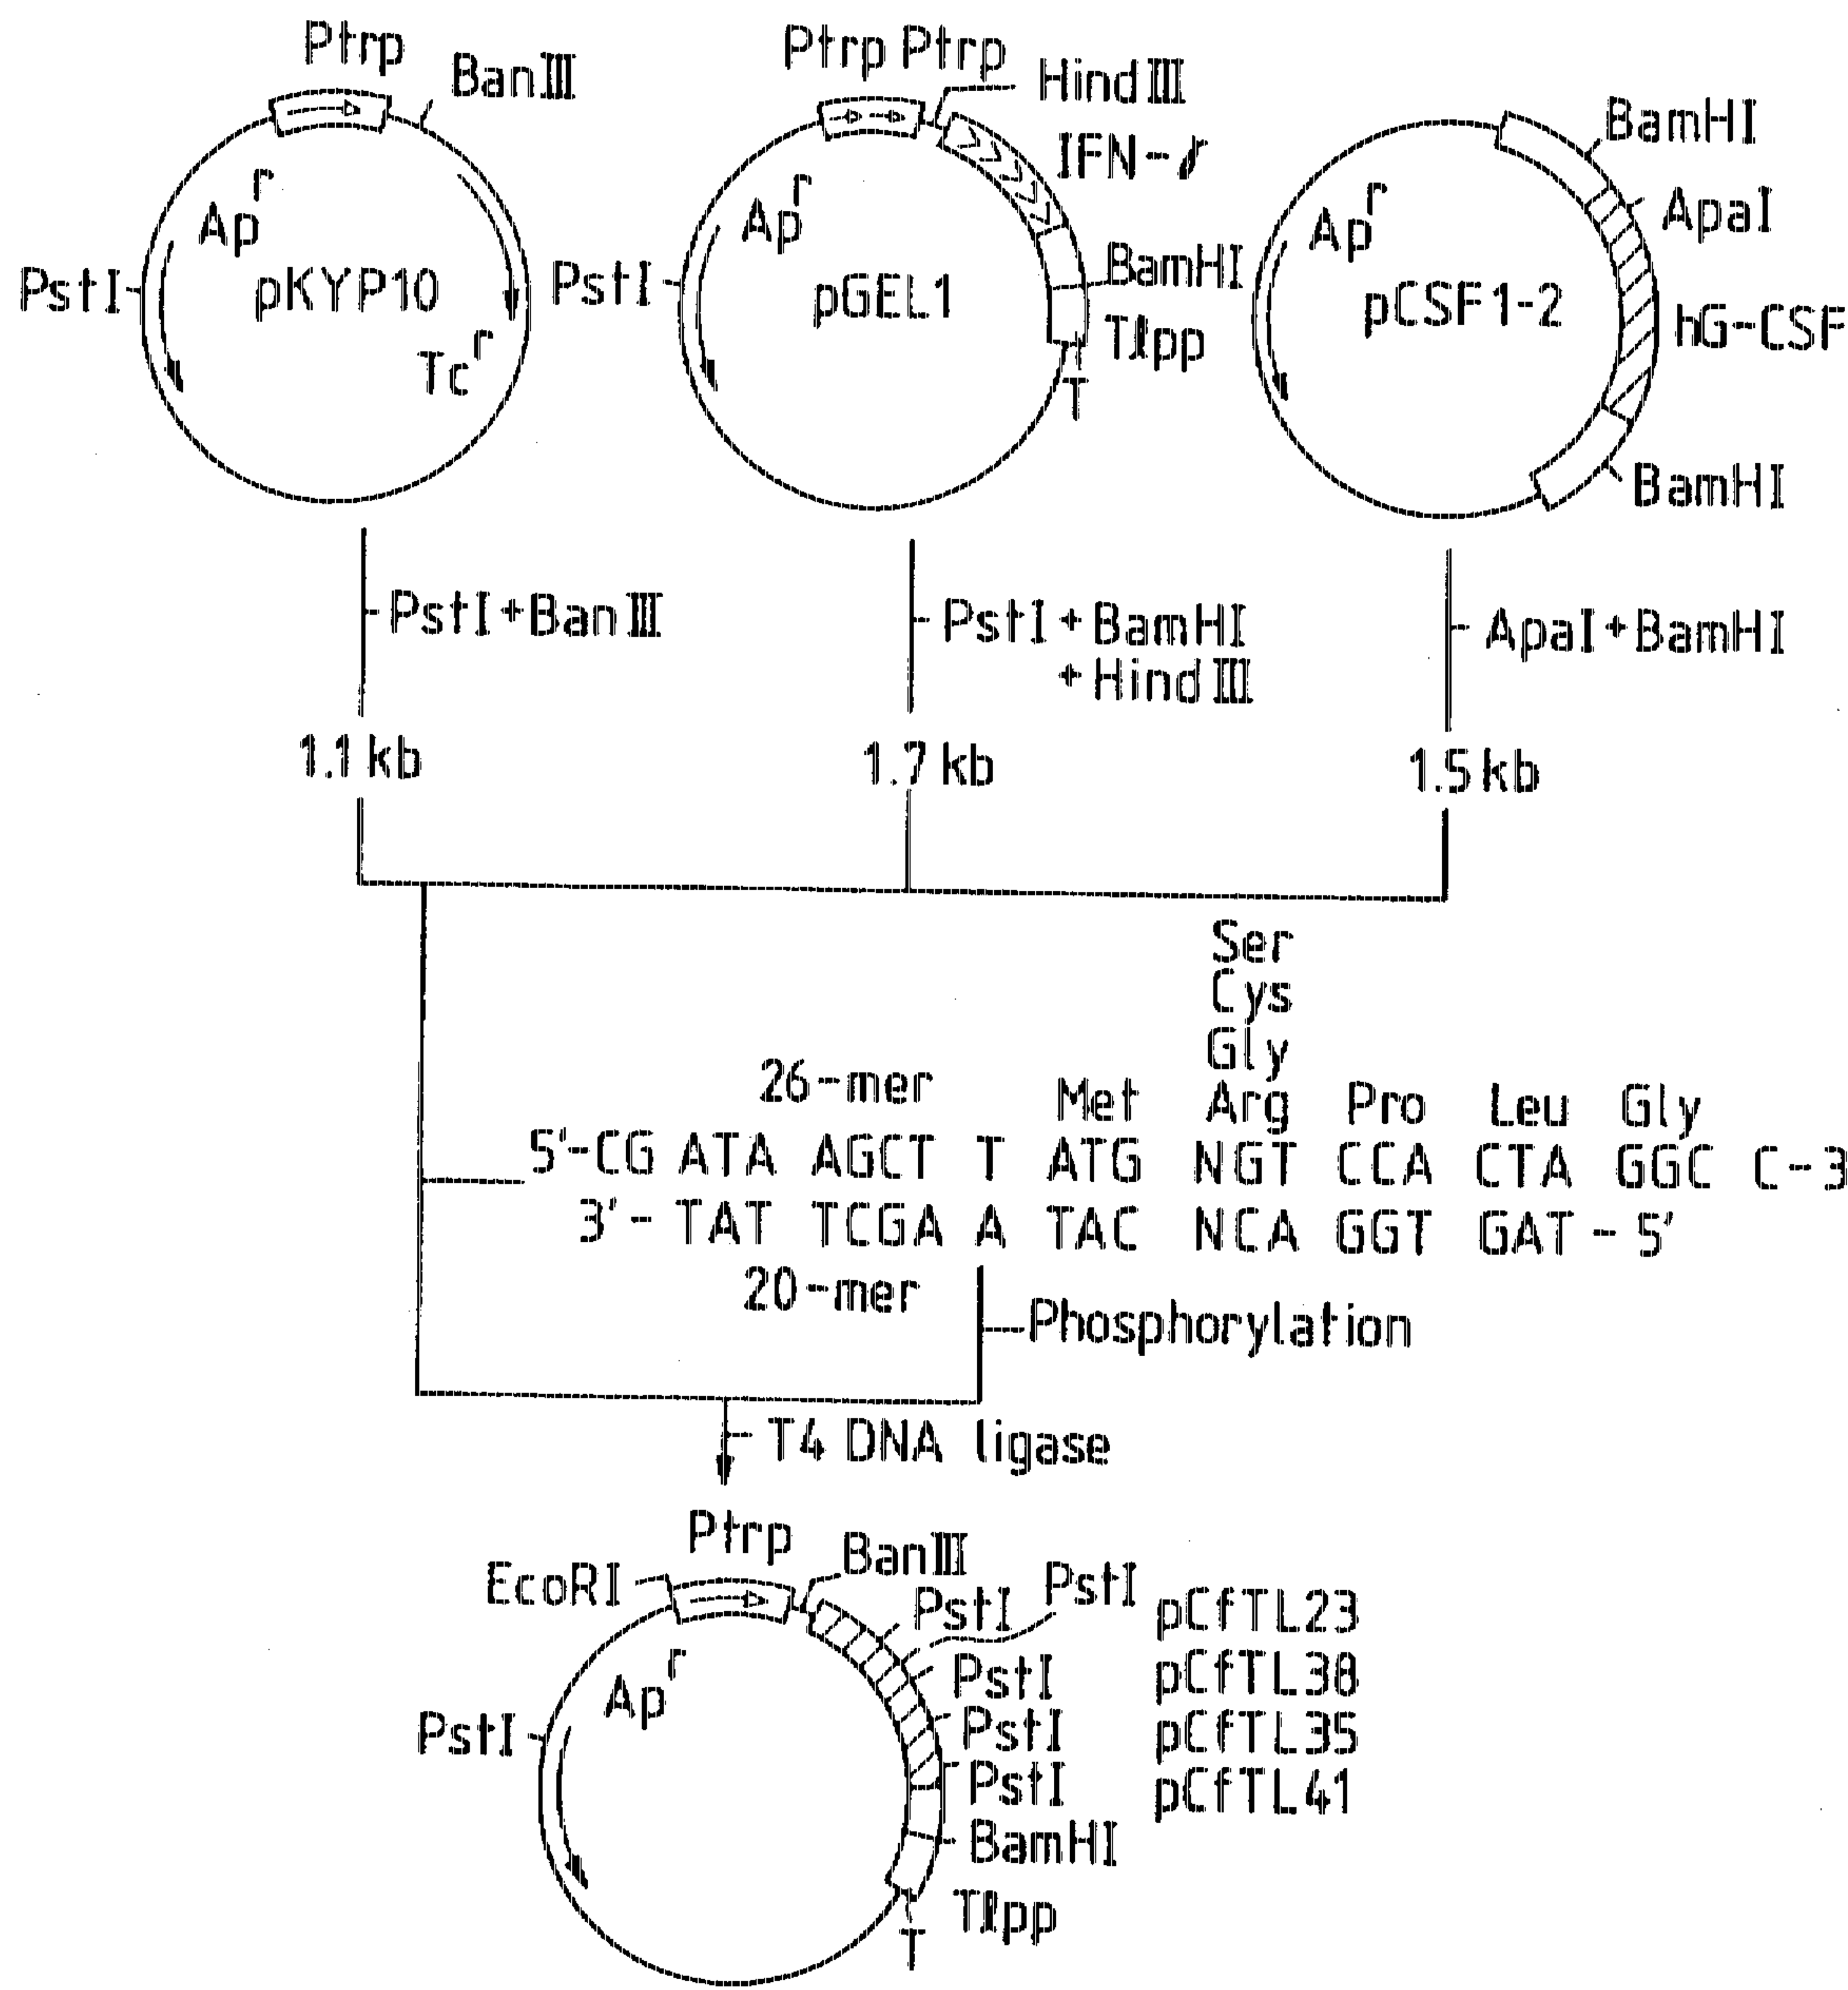 Ptrp
BanIII
Ap r
PstI
pKYP10
Tc r
Ptrp Ptrp
HindIII
IFN-γ
Ap r
PstI
pGEL1
BamHI
Tlpp
T
BamHI
ApaI
Ap r
pCSF1-2
hG-CSF
BamHI
PstI+BanIII
PstI+BamHI
+HindIII
ApaI+BamHI
1.1 kb
1.7 kb
1.5 kb
Ser
Cys
Gly
26-mer Met Arg Pro Leu Gly
5'-CG ATA AGCT T ATG NGT CCA CTA GGC C-3
3'- TAT TCGA A TAC NCA GGT GAT - 5'
20-mer
Phosphorylation
T4 DNA ligase
Ptrp
EcoRI
BanIII
PstI
PstI
pCfTL23
Ap r
PstI
pCfTL38
PstI
PstI
pCfTL35
PstI
pCfTL41
BamHI
Tlpp
T